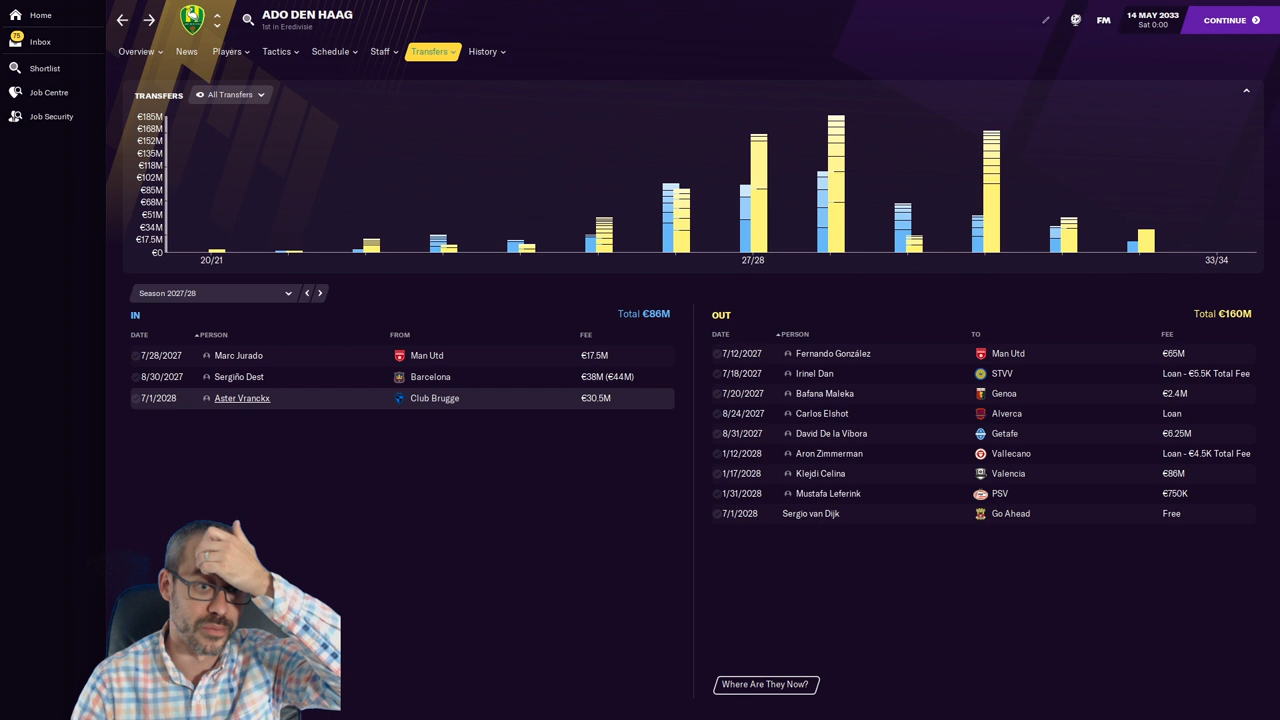 Home
75
Inbox
Shortlist
Job Centre
Job Security
ADO DEN HAAG
1st in Eredivisie
FM
14 MAY 2033
Sat 0:00
CONTINUE
Overview News Players Tactics Schedule Staff Transfers History
TRANSFERS All Transfers
€185M
€168M
€152M
€135M
€118M
€102M
€85M
€68M
€51M
€34M
€17.5M
€0
20/21 27/28 33/34
Season 2027/28
IN Total €86M
DATE PERSON FROM FEE
7/28/2027 Marc Jurado Man Utd €17.5M
8/30/2027 Sergiño Dest Barcelona €38M (€44M)
7/1/2028 Aster Vranckx Club Brugge €30.5M
OUT Total €160M
DATE PERSON TO FEE
7/12/2027 Fernando González Man Utd €65M
7/18/2027 Irinel Dan STVV Loan - €5.5K Total Fee
7/20/2027 Bafana Maleka Genoa €2.4M
8/24/2027 Carlos Elshot Alverca Loan
8/31/2027 David De la Víbora Getafe €6.25M
1/12/2028 Aron Zimmerman Vallecano Loan - €4.5K Total Fee
1/17/2028 Klejdi Celina Valencia €86M
1/31/2028 Mustafa Leferink PSV €750K
7/1/2028 Sergio van Dijk Go Ahead Free
Where Are They Now?